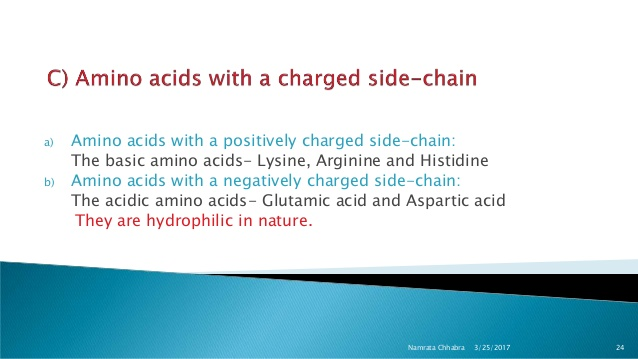 C) Amino acids with a charged side-chain
a) Amino acids with a positively charged side-chain:
The basic amino acids- Lysine, Arginine and Histidine
b) Amino acids with a negatively charged side-chain:
The acidic amino acids- Glutamic acid and Aspartic acid
They are hydrophilic in nature.
Namrata Chhabra 3/25/2017 24